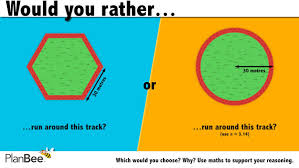 Would you rather...
30 metres
30 metres
or
...run around this track?
...run around this track?
(use π = 3.14)
PlanBee
Which would you choose? Why? Use maths to support your reasoning.